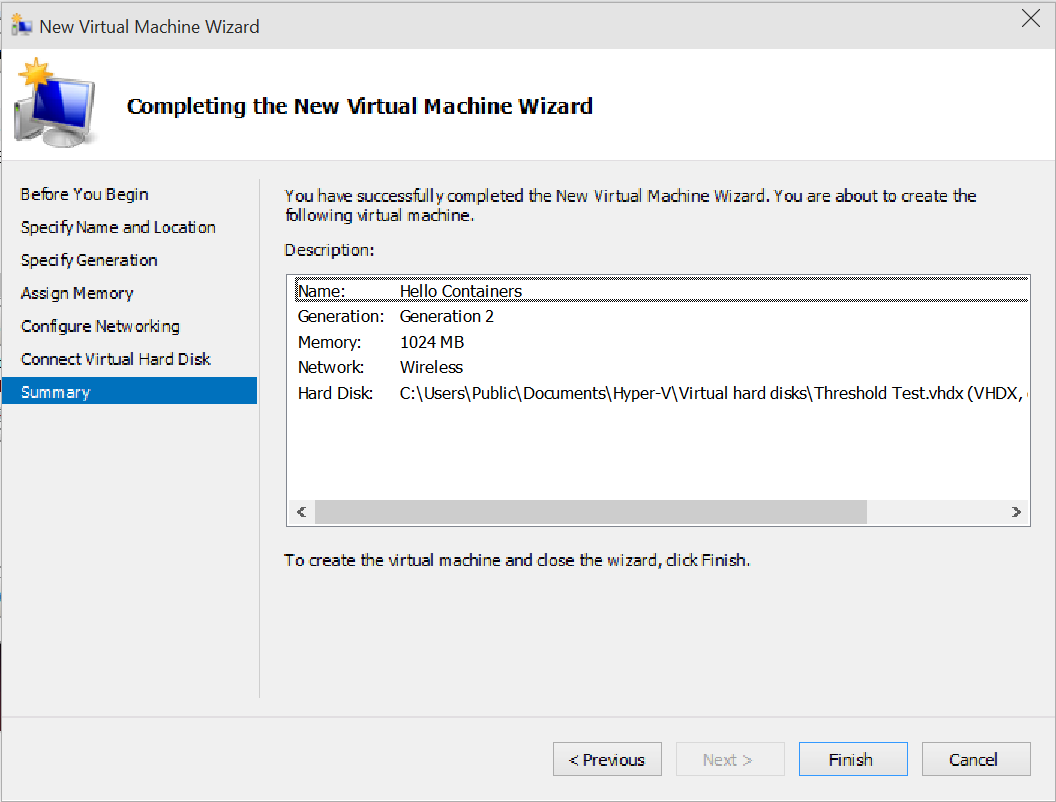 New Virtual Machine Wizard
Completing the New Virtual Machine Wizard
Before You Begin
Specify Name and Location
Specify Generation
Assign Memory
Configure Networking
Connect Virtual Hard Disk
Summary
You have successfully completed the New Virtual Machine Wizard. You are about to create the
following virtual machine.
Description:
Name: Hello Containers
Generation: Generation 2
Memory: 1024 MB
Network: Wireless
Hard Disk: C:\Users\Public\Documents\Hyper-V\Virtual hard disks\Threshold Test.vhdx (VHDX,
To create the virtual machine and close the wizard, click Finish.
< Previous
Next >
Finish
Cancel